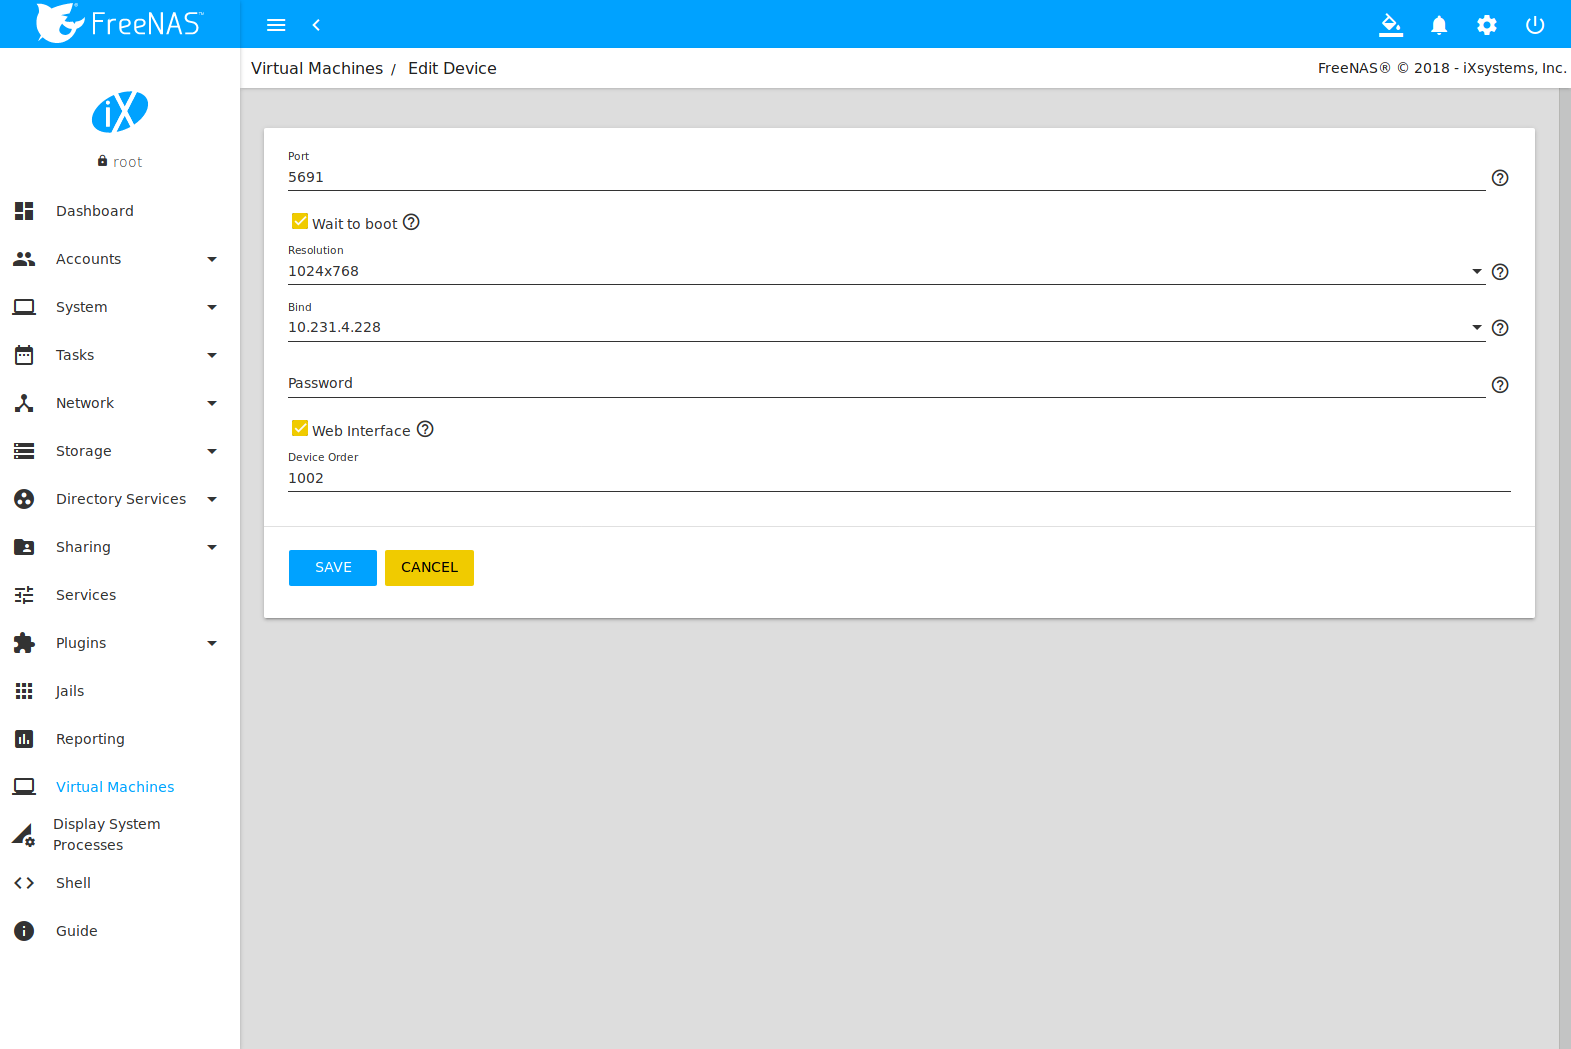 FreeNAS™
Virtual Machines / Edit Device
FreeNAS® © 2018 - iXsystems, Inc.
iX
root
Dashboard
Accounts
System
Tasks
Network
Storage
Directory Services
Sharing
Services
Plugins
Jails
Reporting
Virtual Machines
Display System
Processes
Shell
Guide
Port
5691
Wait to boot
Resolution
1024x768
Bind
10.231.4.228
Password
Web Interface
Device Order
1002
SAVE
CANCEL